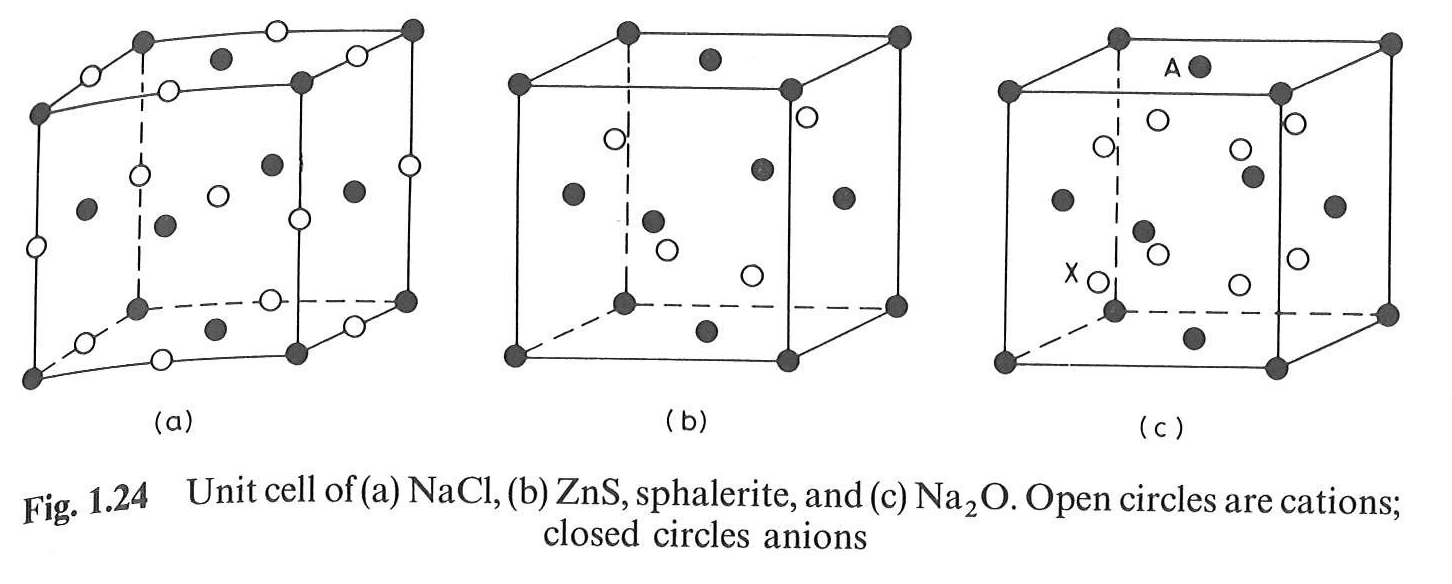 A
A
X
(a)
(b)
(c)
Fig. 1.24 Unit cell of (a) NaCl, (b) ZnS, sphalerite, and (c) Na₂O. Open circles are cations;
closed circles anions